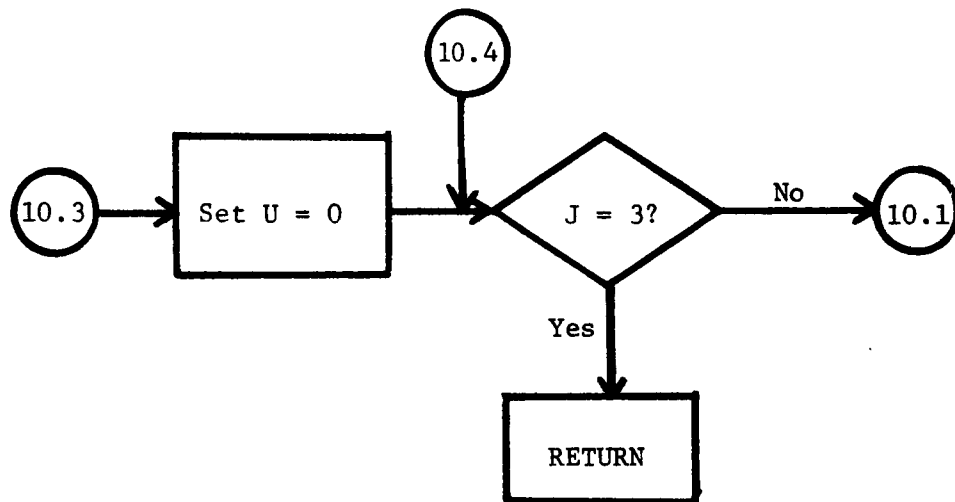 10.4
10.3
Set U = 0
J = 3?
No
10.1
Yes
RETURN